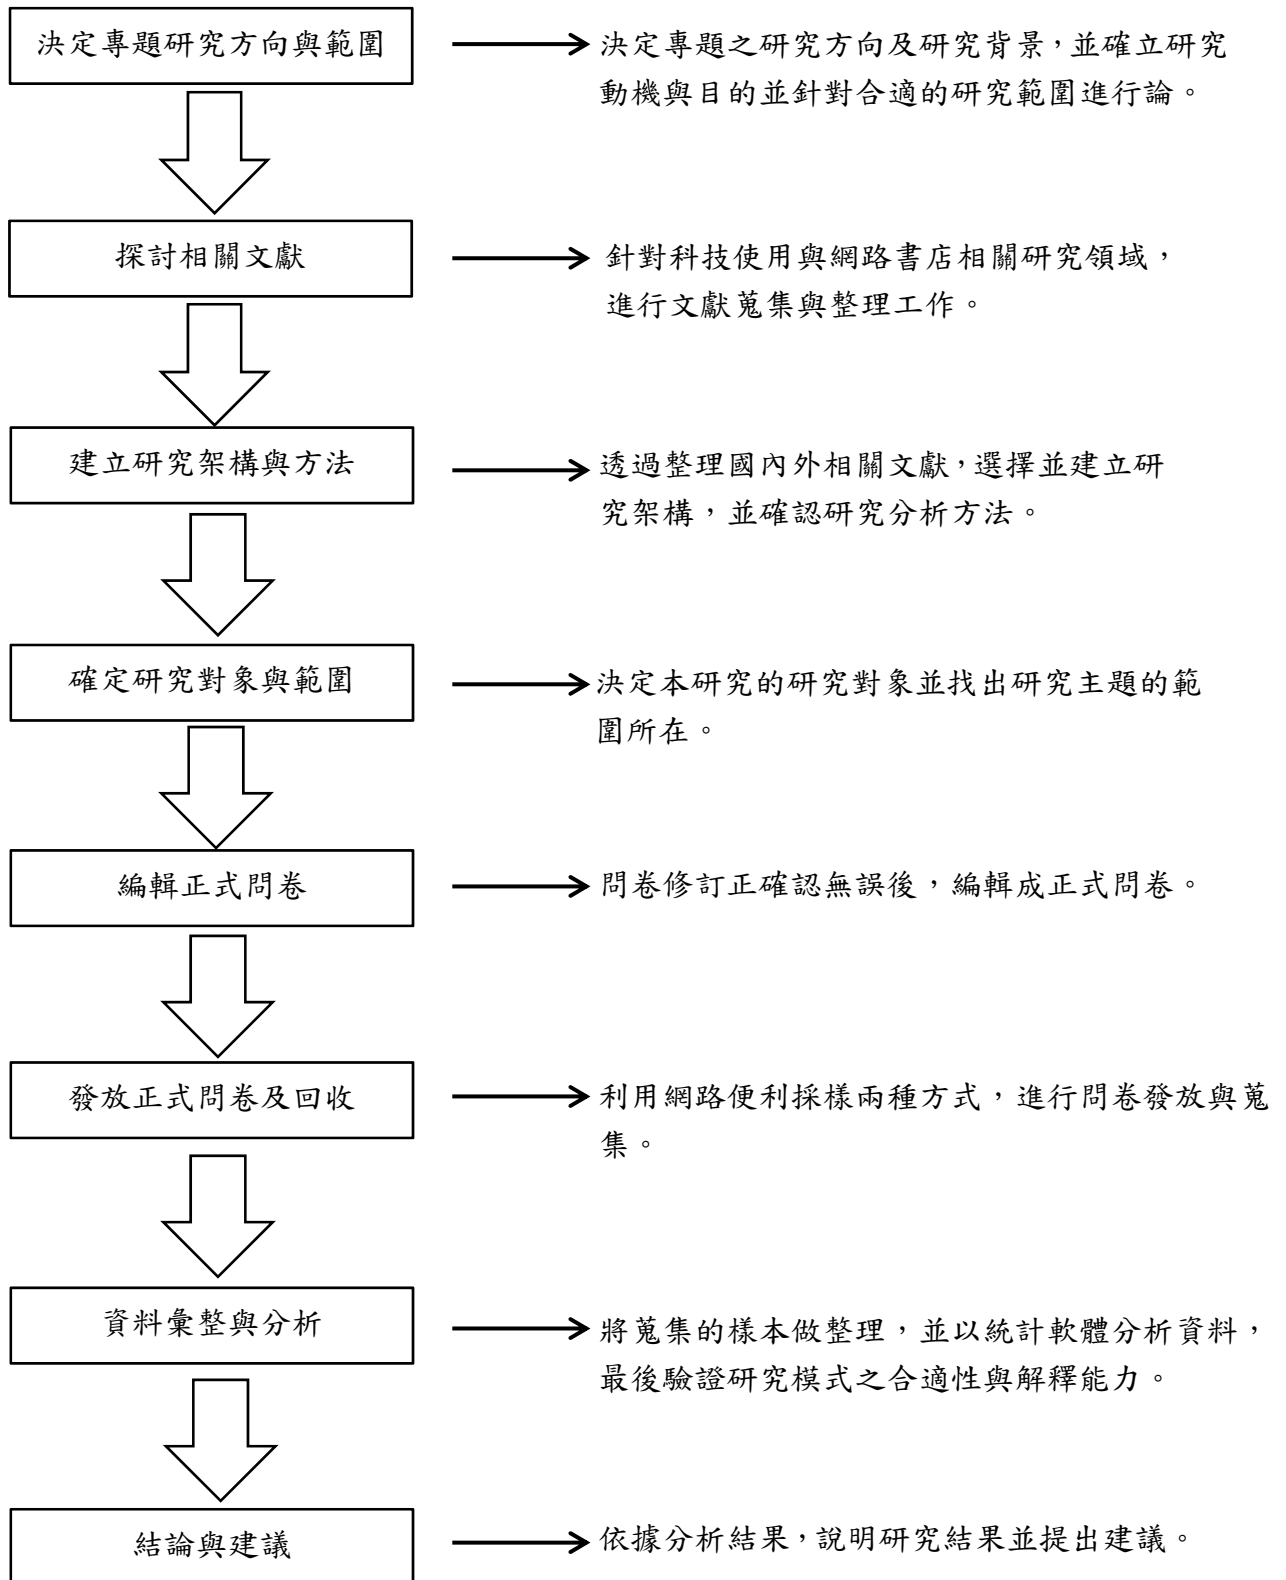 決定專題研究方向與範圍
決定專題之研究方向及研究背景，並確立研究
動機與目的並針對合適的研究範圍進行論。
探討相關文獻
針對科技使用與網路書店相關研究領域，
進行文獻蒐集與整理工作。
建立研究架構與方法
透過整理國內外相關文獻，選擇並建立研
究架構，並確認研究分析方法。
確定研究對象與範圍
決定本研究的研究對象並找出研究主題的範
圍所在。
編輯正式問卷
問卷修訂正確認無誤後，編輯成正式問卷。
發放正式問卷及回收
利用網路便利採樣兩種方式，進行問卷發放與蒐
集。
資料彙整與分析
將蒐集的樣本做整理，並以統計軟體分析資料，
最後驗證研究模式之合適性與解釋能力。
結論與建議
依據分析結果，說明研究結果並提出建議。